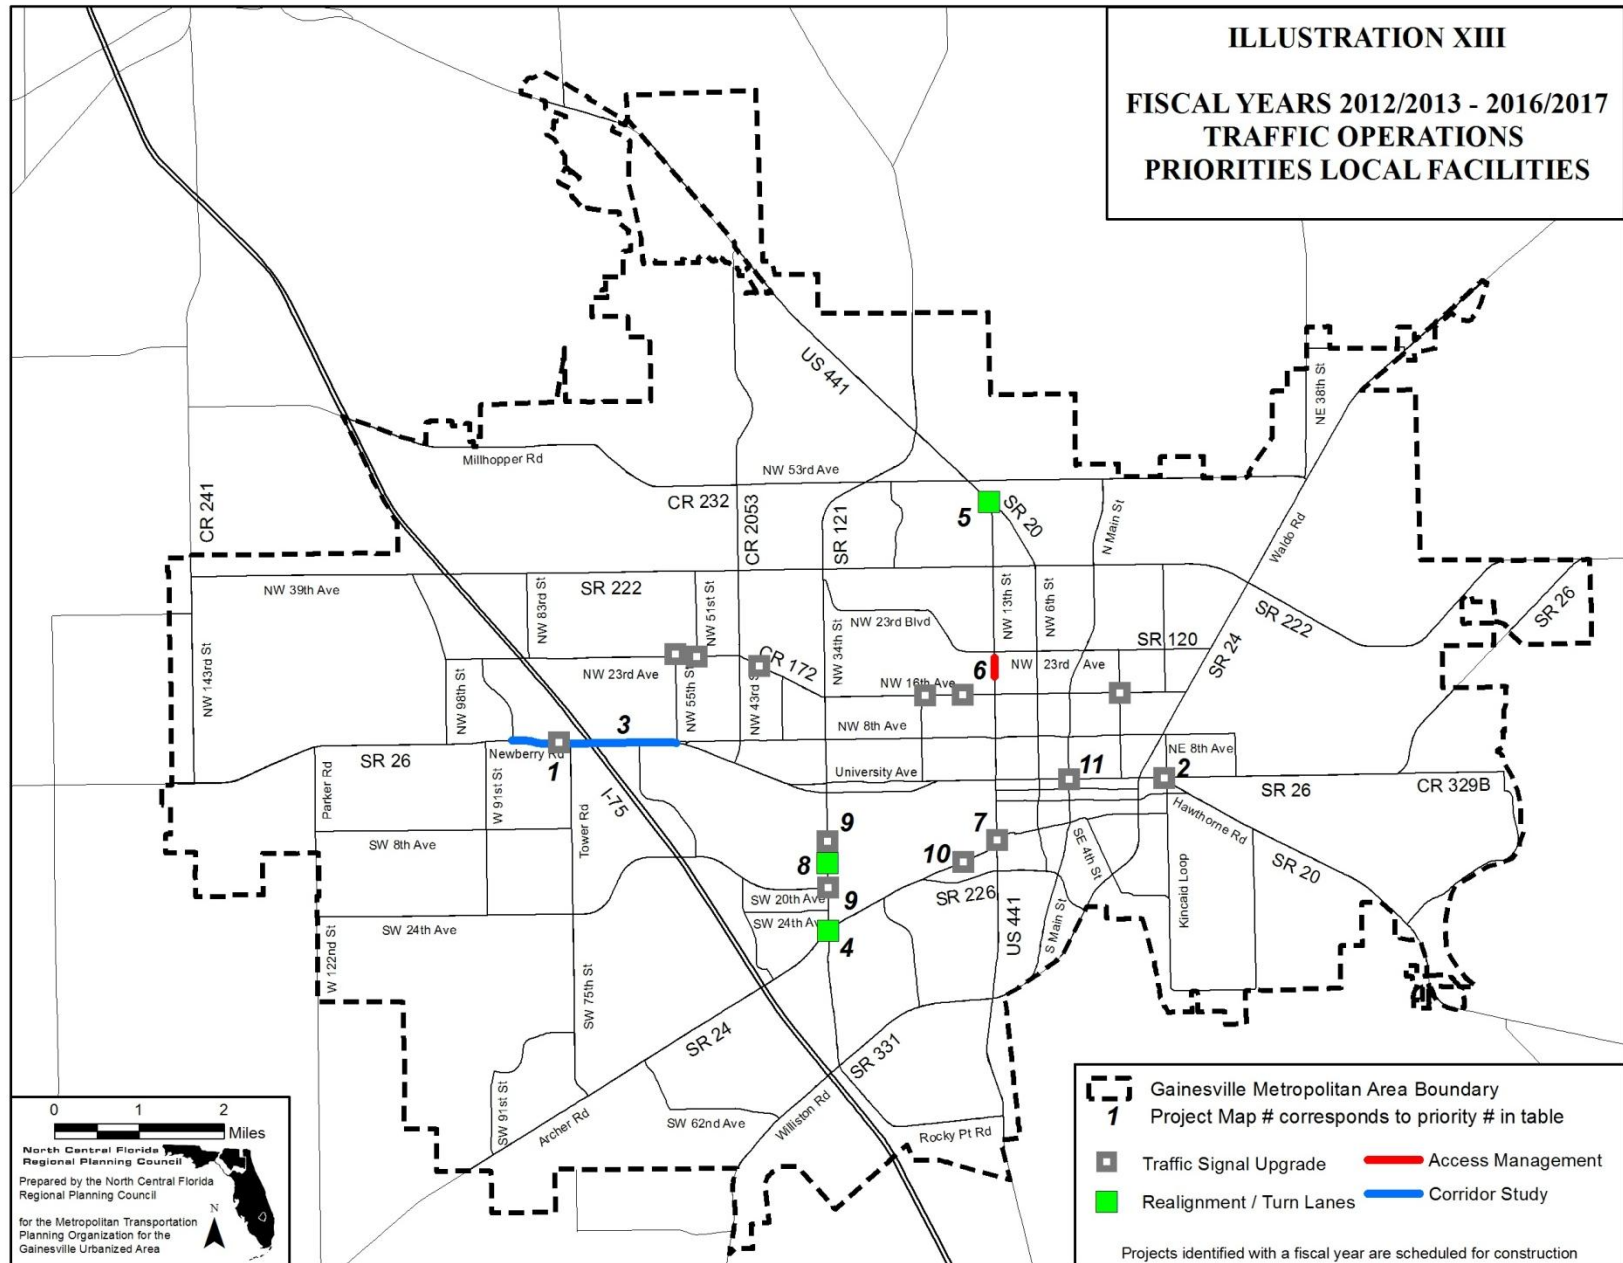 ILLUSTRATION XIII
FISCAL YEARS 2012/2013 - 2016/2017
TRAFFIC OPERATIONS
PRIORITIES LOCAL FACILITIES
US 441
NE 38th St
Millhopper Rd
NW 53rd Ave
CR 232
CR 241
CR 2053
SR 121
5
SR 20
N Main St
Waldo Rd
NW 39th Ave
SR 222
NW 83rd St
NW 51st St
NW 13th St
NW 6th St
SR 222
SR 26
NW 23rd Blvd
SR 120
NW 34th St
SR 24
NW 143rd St
NW 98th St
NW 23rd Ave
CR 172
6
NW 23rd Ave
NW 55th St
NW 43rd St
NW 16th Ave
3
NW 8th Ave
Newberry Rd
1
SR 26
NE 8th Ave
University Ave
11
2
SR 26
CR 329B
Parker Rd
W 91st St
Tower Rd
I-75
Hawthorne Rd
SW 8th Ave
9
7
8
10
SE 4th St
SR 20
9
SW 20th Ave
SR 226
SW 24th Ave
SW 24th Ave
4
W 122nd St
US 441
S Main St
Kincaid Loop
SW 75th St
SR 24
SR 331
SW 91st St
Archer Rd
SW 62nd Ave
Williston Rd
Rocky Pt Rd
0 1 2
Miles
North Central Florida
Regional Planning Council
Prepared by the North Central Florida
Regional Planning Council
for the Metropolitan Transportation
Planning Organization for the
Gainesville Urbanized Area
N
Gainesville Metropolitan Area Boundary
1 Project Map # corresponds to priority # in table
Traffic Signal Upgrade
Access Management
Realignment / Turn Lanes
Corridor Study
Projects identified with a fiscal year are scheduled for construction